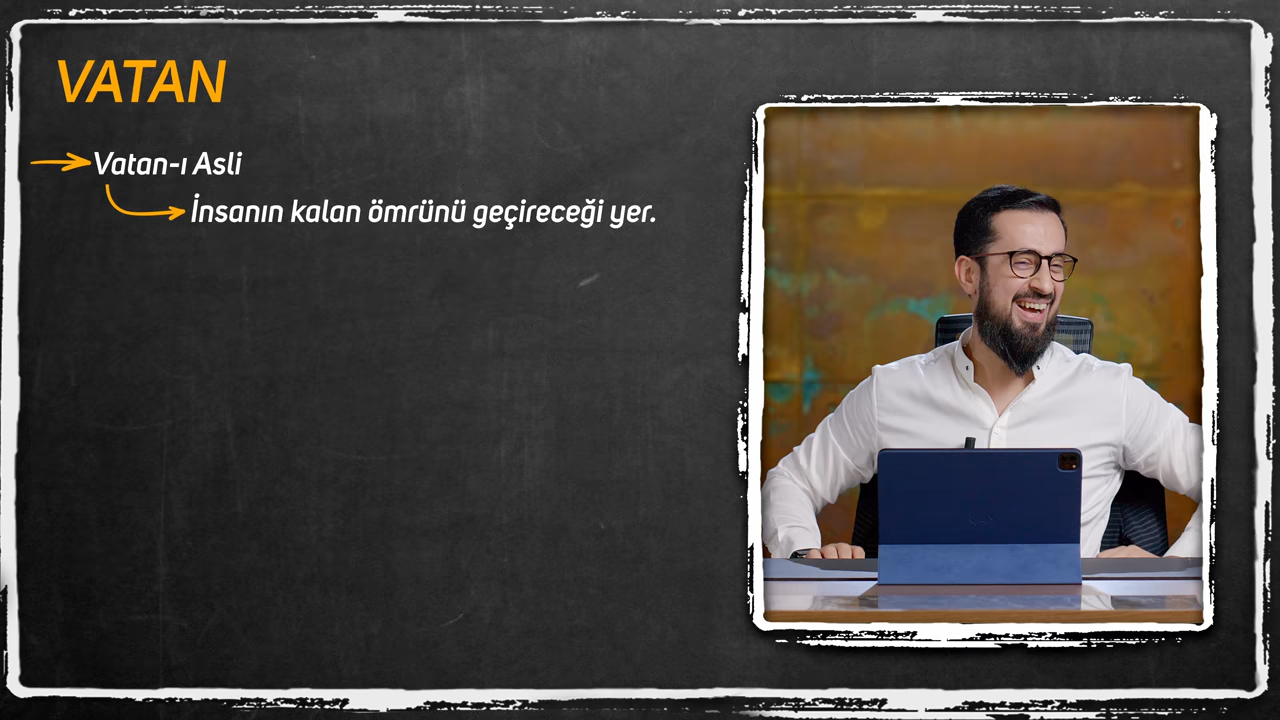 VATAN
Vatan-ı Asli
İnsanın kalan ömrünü geçireceği yer.